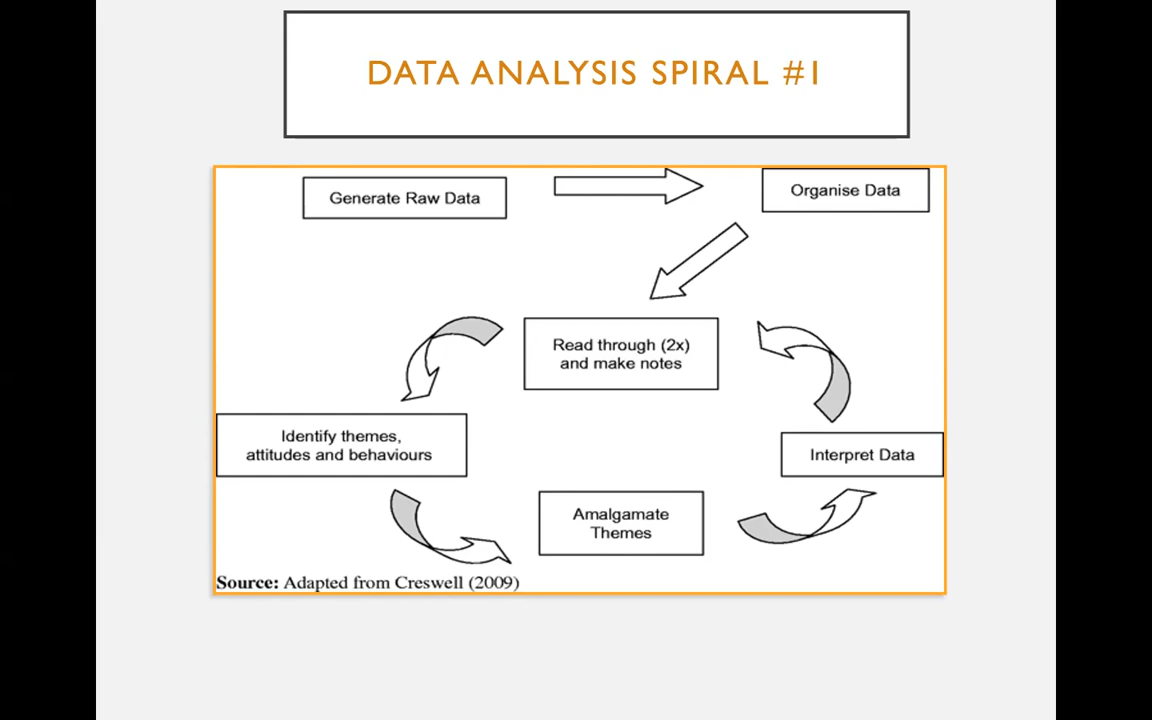 DATA ANALYSIS SPIRAL #1
Generate Raw Data
Organise Data
Read through (2x)
and make notes
Identify themes,
attitudes and behaviours
Interpret Data
Amalgamate
Themes
Source: Adapted from Creswell (2009)